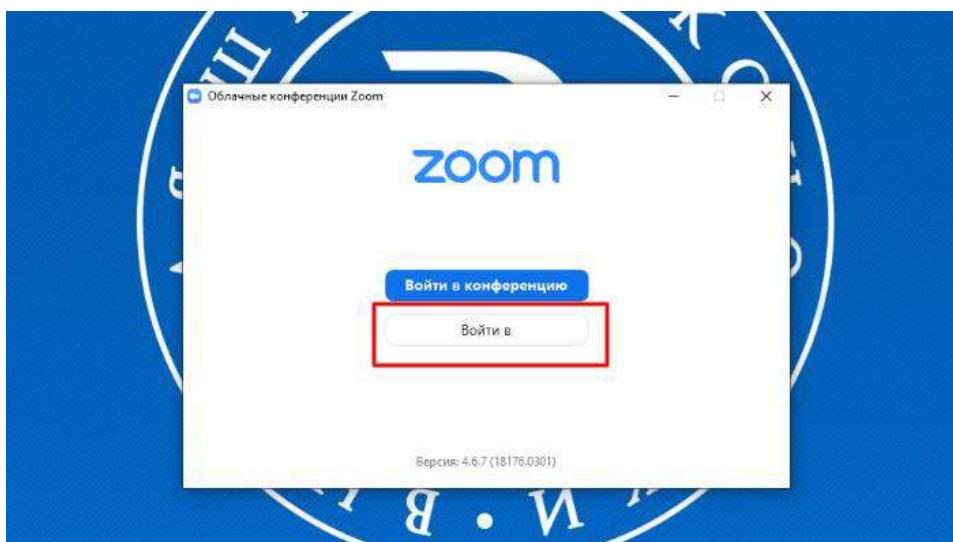 Облачные конференции Zoom
zoom
Войти в конференцию
Войти в
Версия: 4.6.7 (18176.0301)